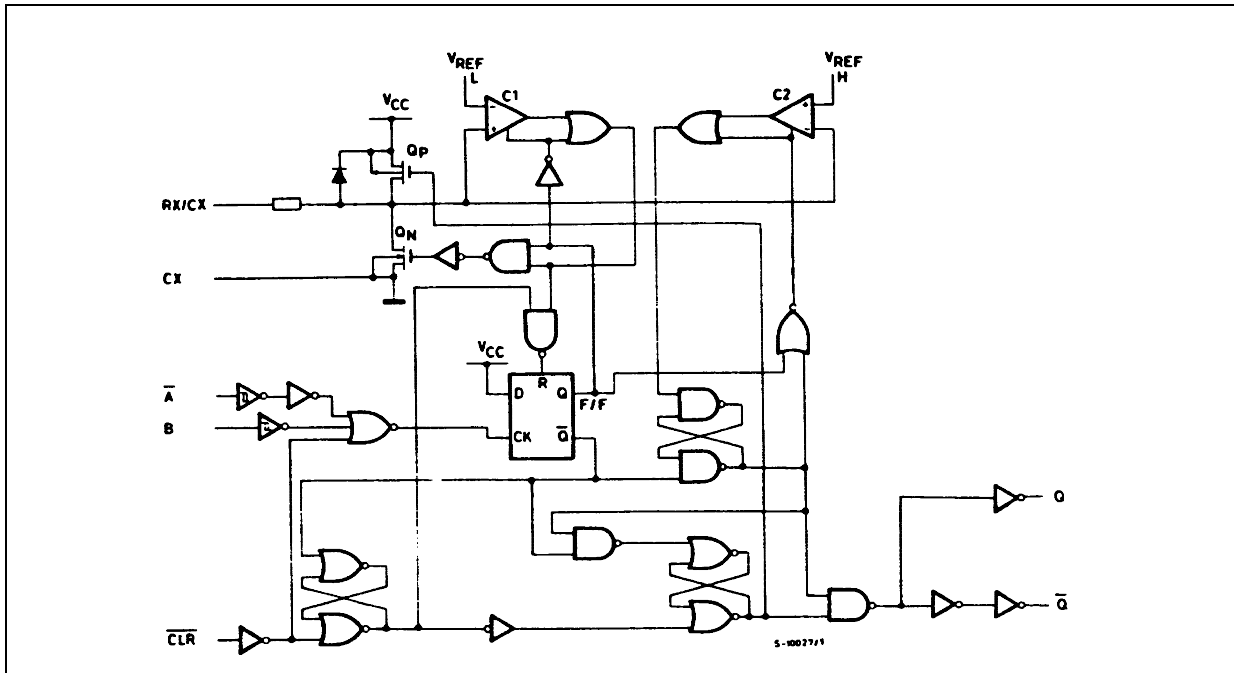 VREF L
VREF H
C1
C2
VCC
QP
RX/CX
QN
CX
VCC
R
A
D
Q
F/F
B
CK
Q
Q
Q
CLR
S-10027/1